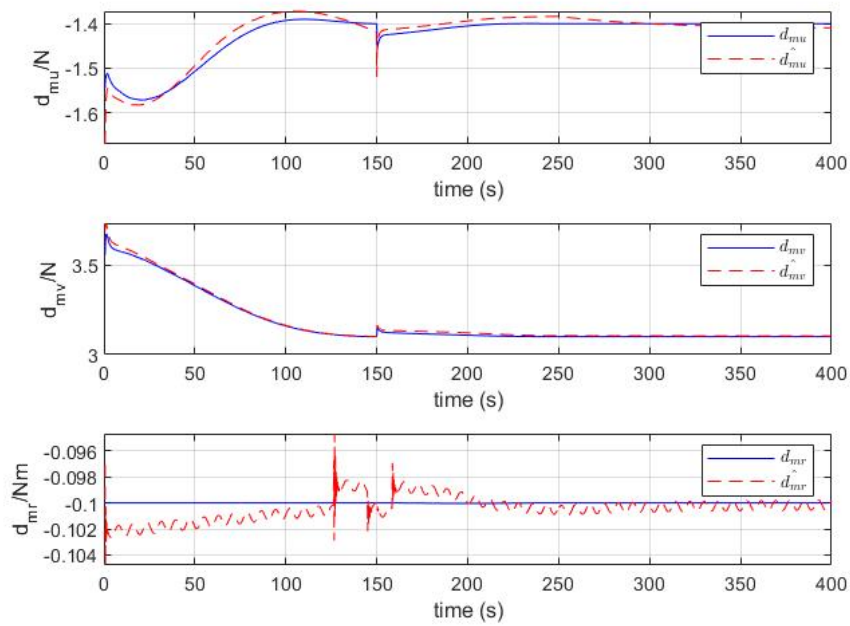 -1.4
-1.5
-1.6
d_mu/N
d_mu
d̂_mu
0 50 100 150 200 250 300 350 400
time (s)
3.5
3
d_mv/N
d_mv
d̂_mv
0 50 100 150 200 250 300 350 400
time (s)
-0.096
-0.098
-0.1
-0.102
-0.104
d_mr/Nm
d_mr
d̂_mr
0 50 100 150 200 250 300 350 400
time (s)